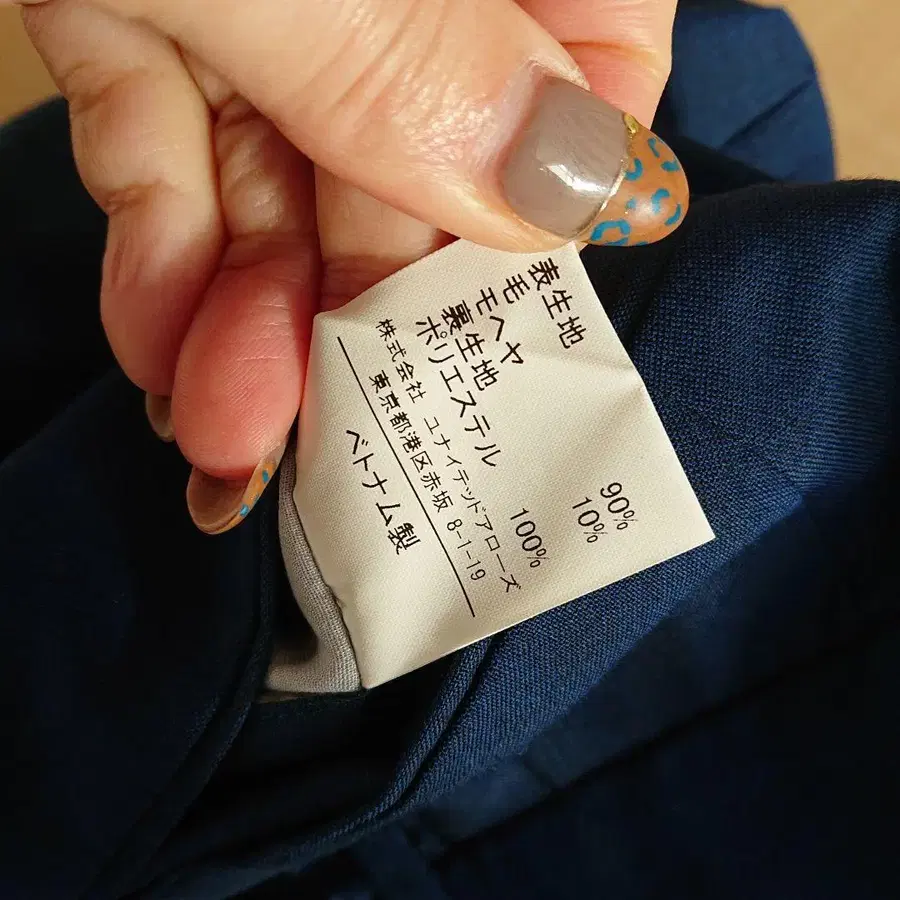 表生地
毛 90%
モヘヤ 10%
裏生地
ポリエステル 100%
株式会社 ユナイテッドアローズ
東京都港区赤坂 8-1-19
ベトナム製